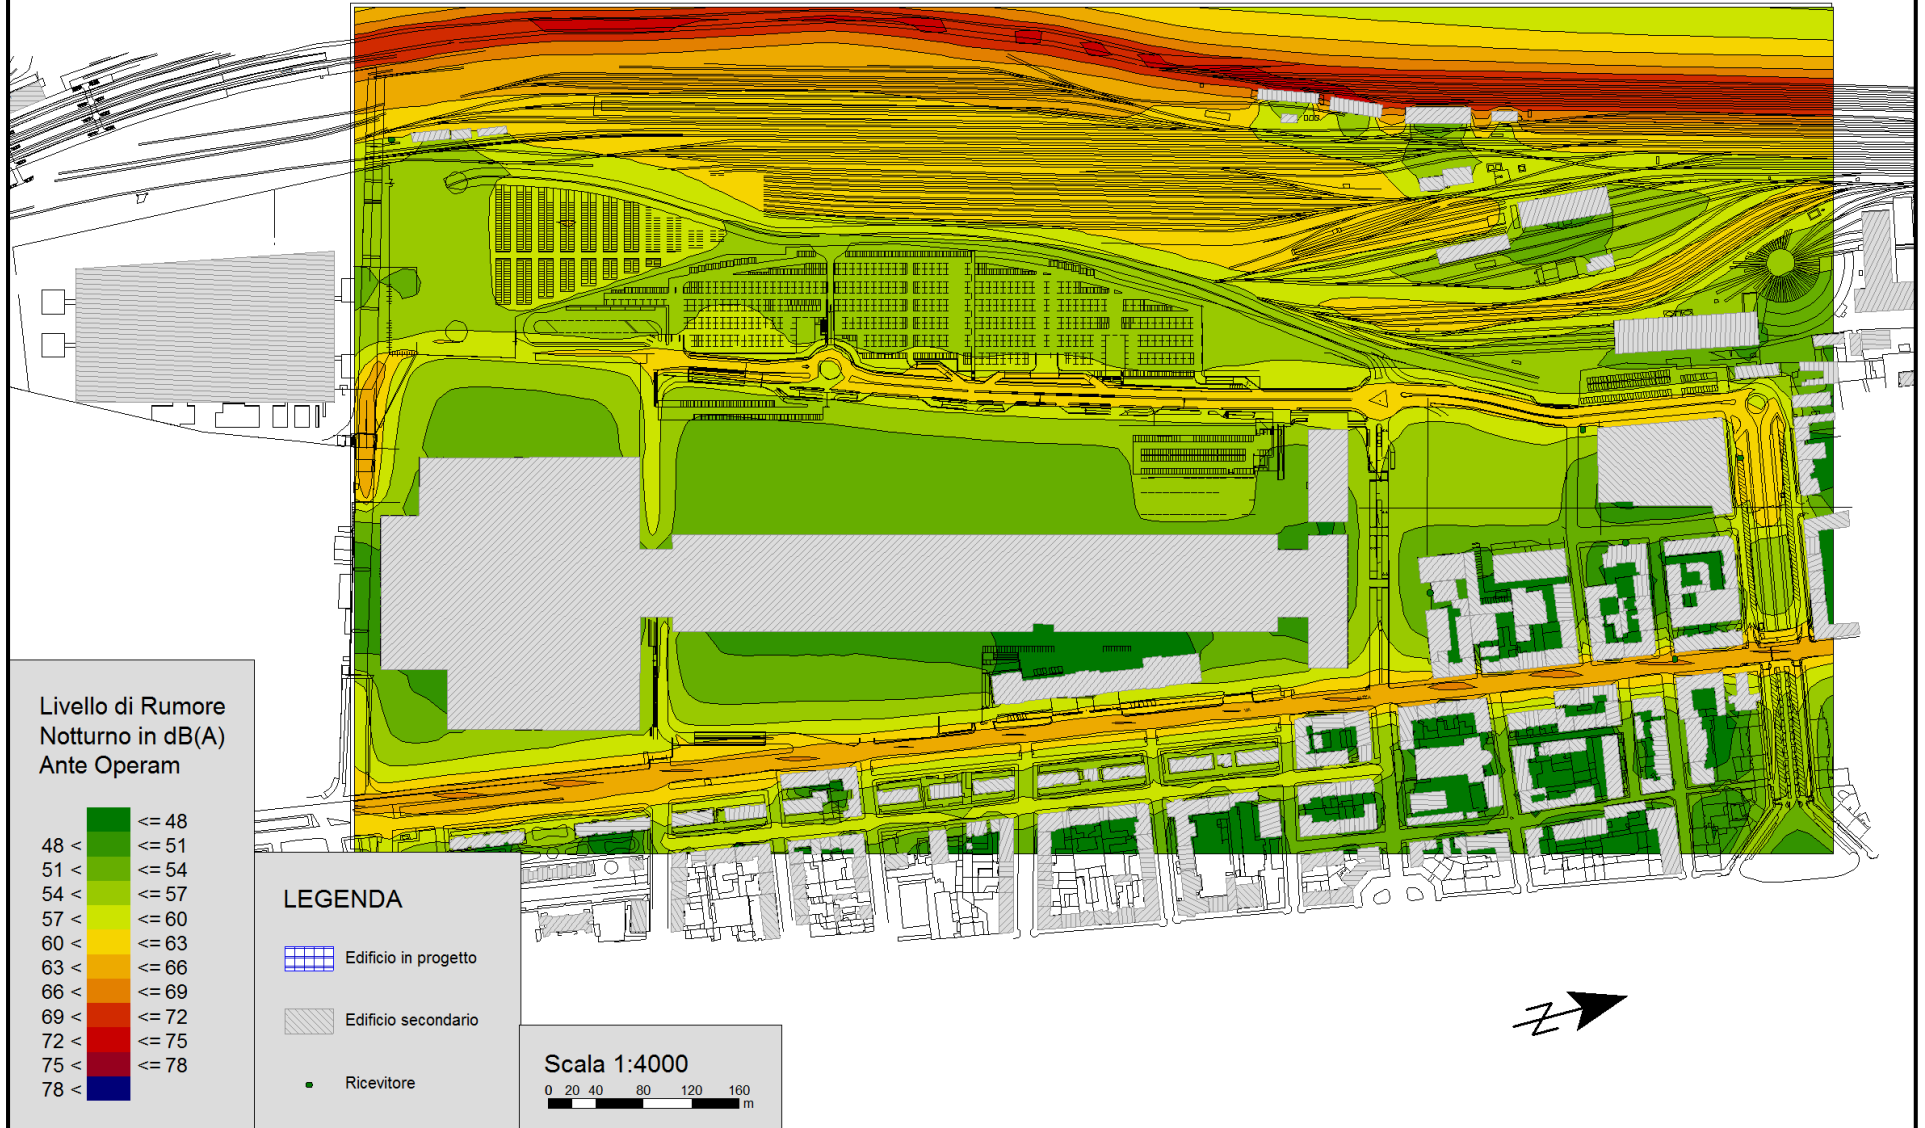 Livello di Rumore
Notturno in dB(A)
Ante Operam
<= 48
48 < <= 51
51 < <= 54
54 < <= 57
57 < <= 60
60 < <= 63
63 < <= 66
66 < <= 69
69 < <= 72
72 < <= 75
75 < <= 78
78 <
LEGENDA
Edificio in progetto
Edificio secondario
Ricevitore
Scala 1:4000
0 20 40 80 120 160
m
Z